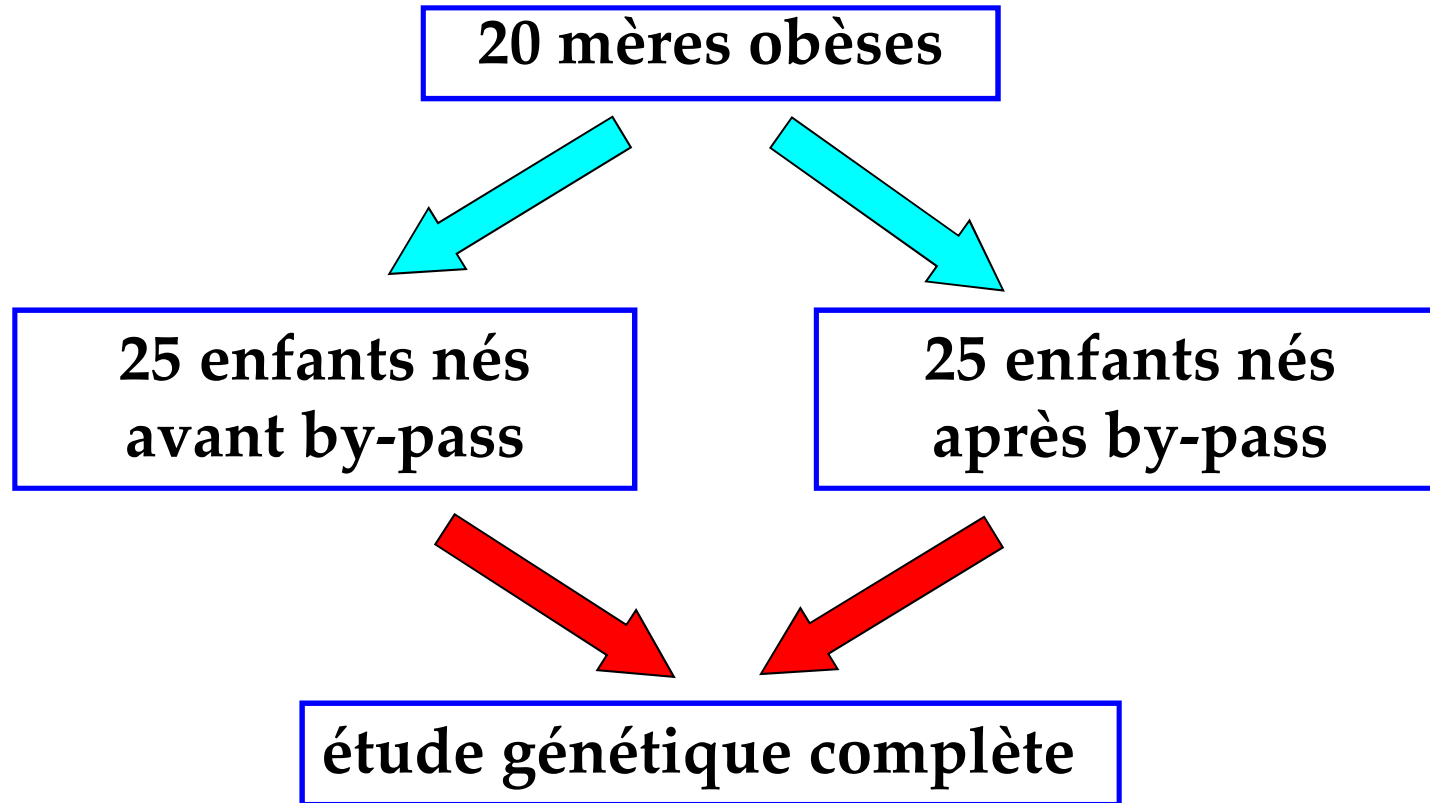 20 mères obèses
25 enfants nés
avant by-pass
25 enfants nés
après by-pass
étude génétique complète